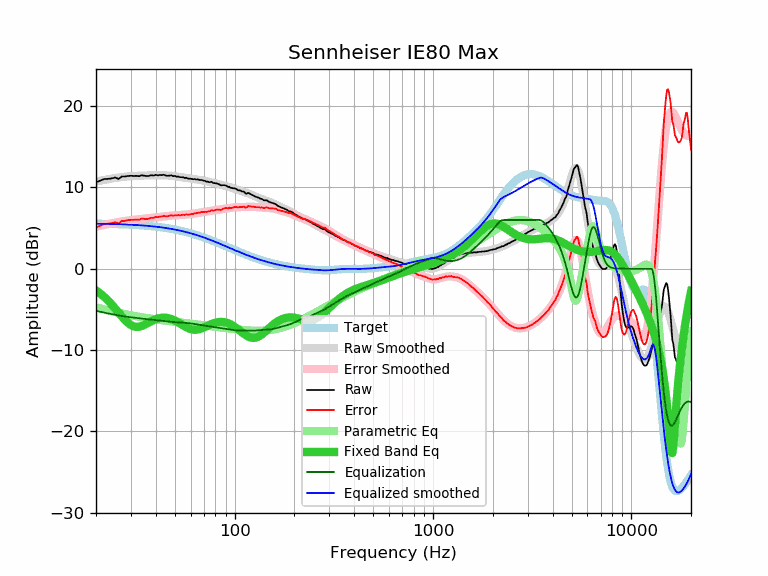 Sennheiser IE80 Max
Amplitude (dBr)
20
10
0
−10
−20
−30
Target
Raw Smoothed
Error Smoothed
Raw
Error
Parametric Eq
Fixed Band Eq
Equalization
Equalized smoothed
100
1000
10000
Frequency (Hz)